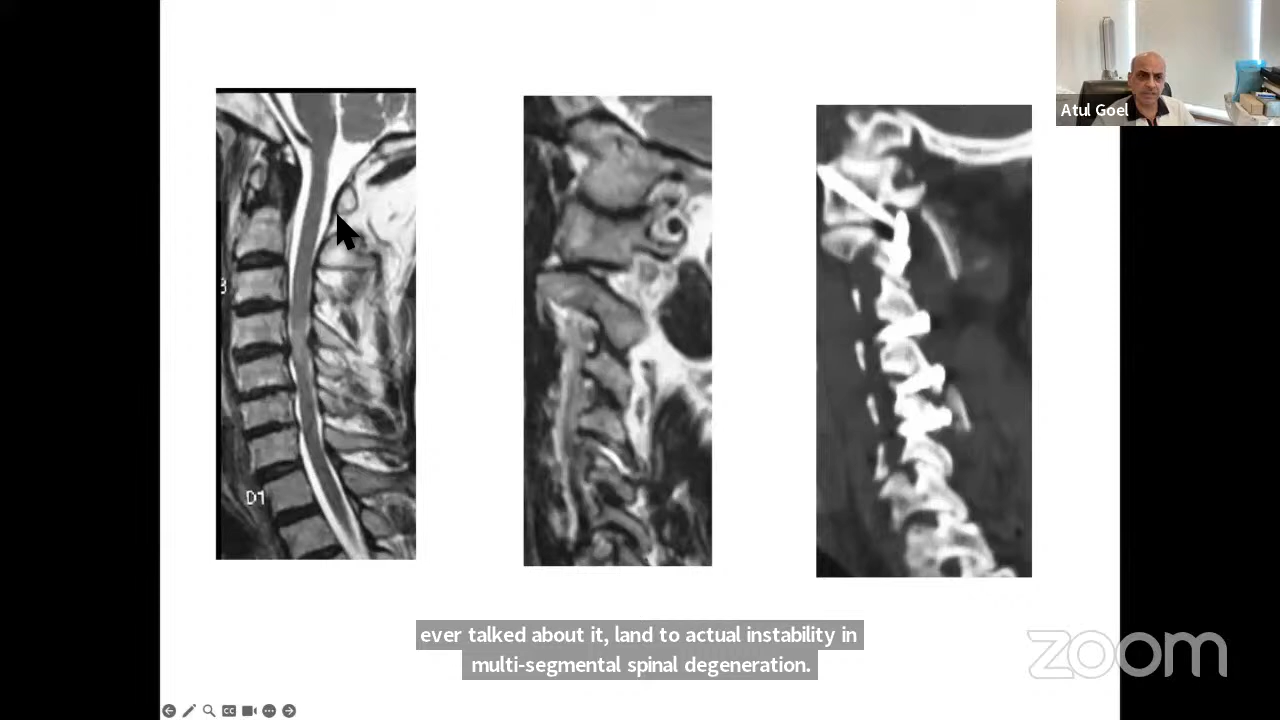 Atul Goel
3
D1
ever talked about it, land to actual instability in
multi-segmental spinal degeneration.
zoom